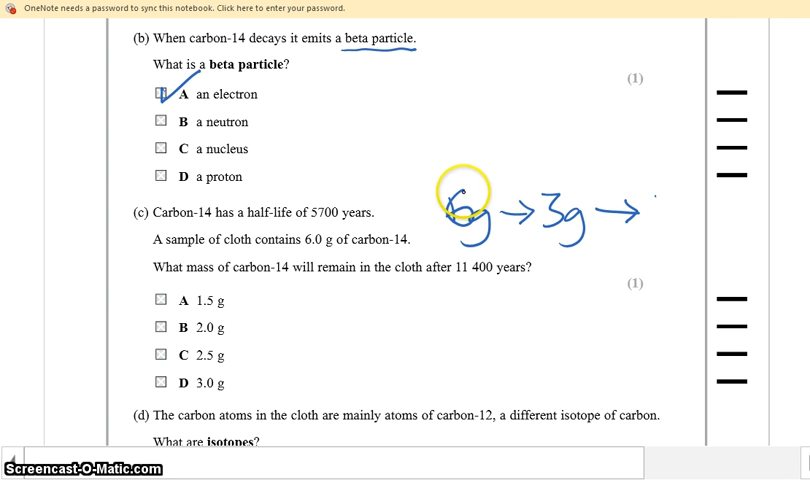 OneNote needs a password to sync this notebook. Click here to enter your password.
(b) When carbon-14 decays it emits a beta particle.
What is a beta particle?
(1)
A an electron
B a neutron
C a nucleus
D a proton
6g → 3g →
(c) Carbon-14 has a half-life of 5700 years.
A sample of cloth contains 6.0 g of carbon-14.
What mass of carbon-14 will remain in the cloth after 11 400 years?
(1)
A 1.5 g
B 2.0 g
C 2.5 g
D 3.0 g
(d) The carbon atoms in the cloth are mainly atoms of carbon-12, a different isotope of carbon.
What are isotopes?
Screencast-O-Matic.com